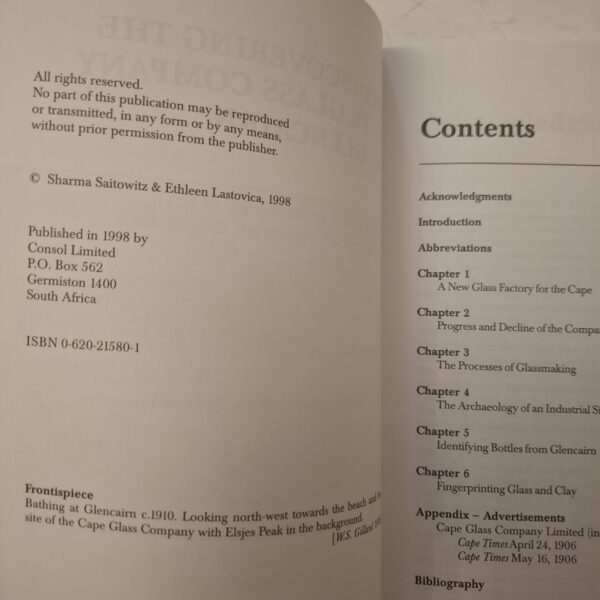 All rights reserved.
No part of this publication may be reproduced
or transmitted, in any form or by any means,
without prior permission from the publisher.
© Sharma Saitowitz & Ethleen Lastovica, 1998
Published in 1998 by
Consol Limited
P.O. Box 562
Germiston 1400
South Africa
ISBN 0-620-21580-1
Frontispiece
Bathing at Glencairn c.1910. Looking north-west towards the beach and
site of the Cape Glass Company with Elsjes Peak in the background.
[W.S. Gilland
Contents
Acknowledgments
Introduction
Abbreviations
Chapter 1
A New Glass Factory for the Cape
Chapter 2
Progress and Decline of the Compa
Chapter 3
The Processes of Glassmaking
Chapter 4
The Archaeology of an Industrial Si
Chapter 5
Identifying Bottles from Glencairn
Chapter 6
Fingerprinting Glass and Clay
Appendix – Advertisements
Cape Glass Company Limited (in
Cape Times April 24, 1906
Cape Times May 16, 1906
Bibliography